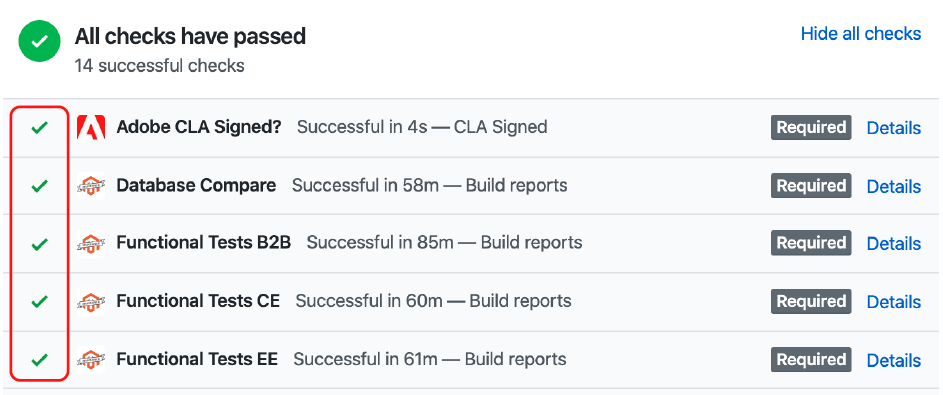 All checks have passed
Hide all checks
14 successful checks
Adobe CLA Signed? Successful in 4s — CLA Signed Required Details
Database Compare Successful in 58m — Build reports Required Details
Functional Tests B2B Successful in 85m — Build reports Required Details
Functional Tests CE Successful in 60m — Build reports Required Details
Functional Tests EE Successful in 61m — Build reports Required Details